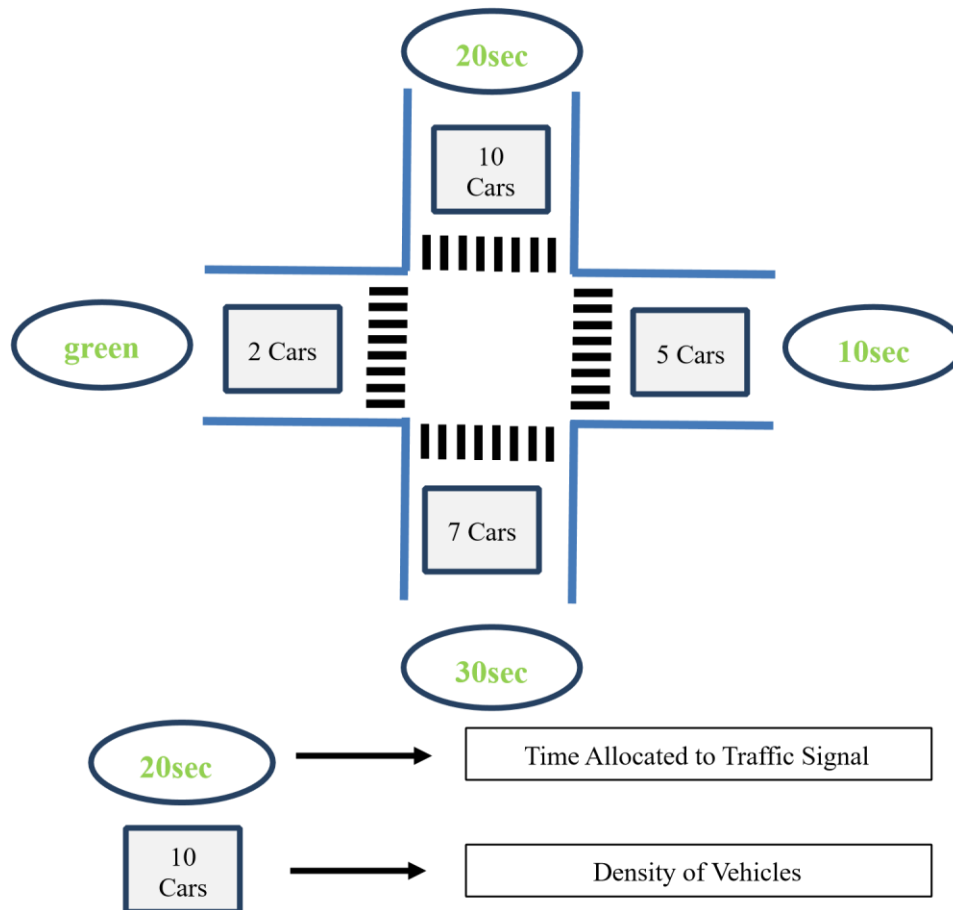 20sec
10
Cars
green
2 Cars
5 Cars
10sec
7 Cars
30sec
20sec
Time Allocated to Traffic Signal
10
Cars
Density of Vehicles